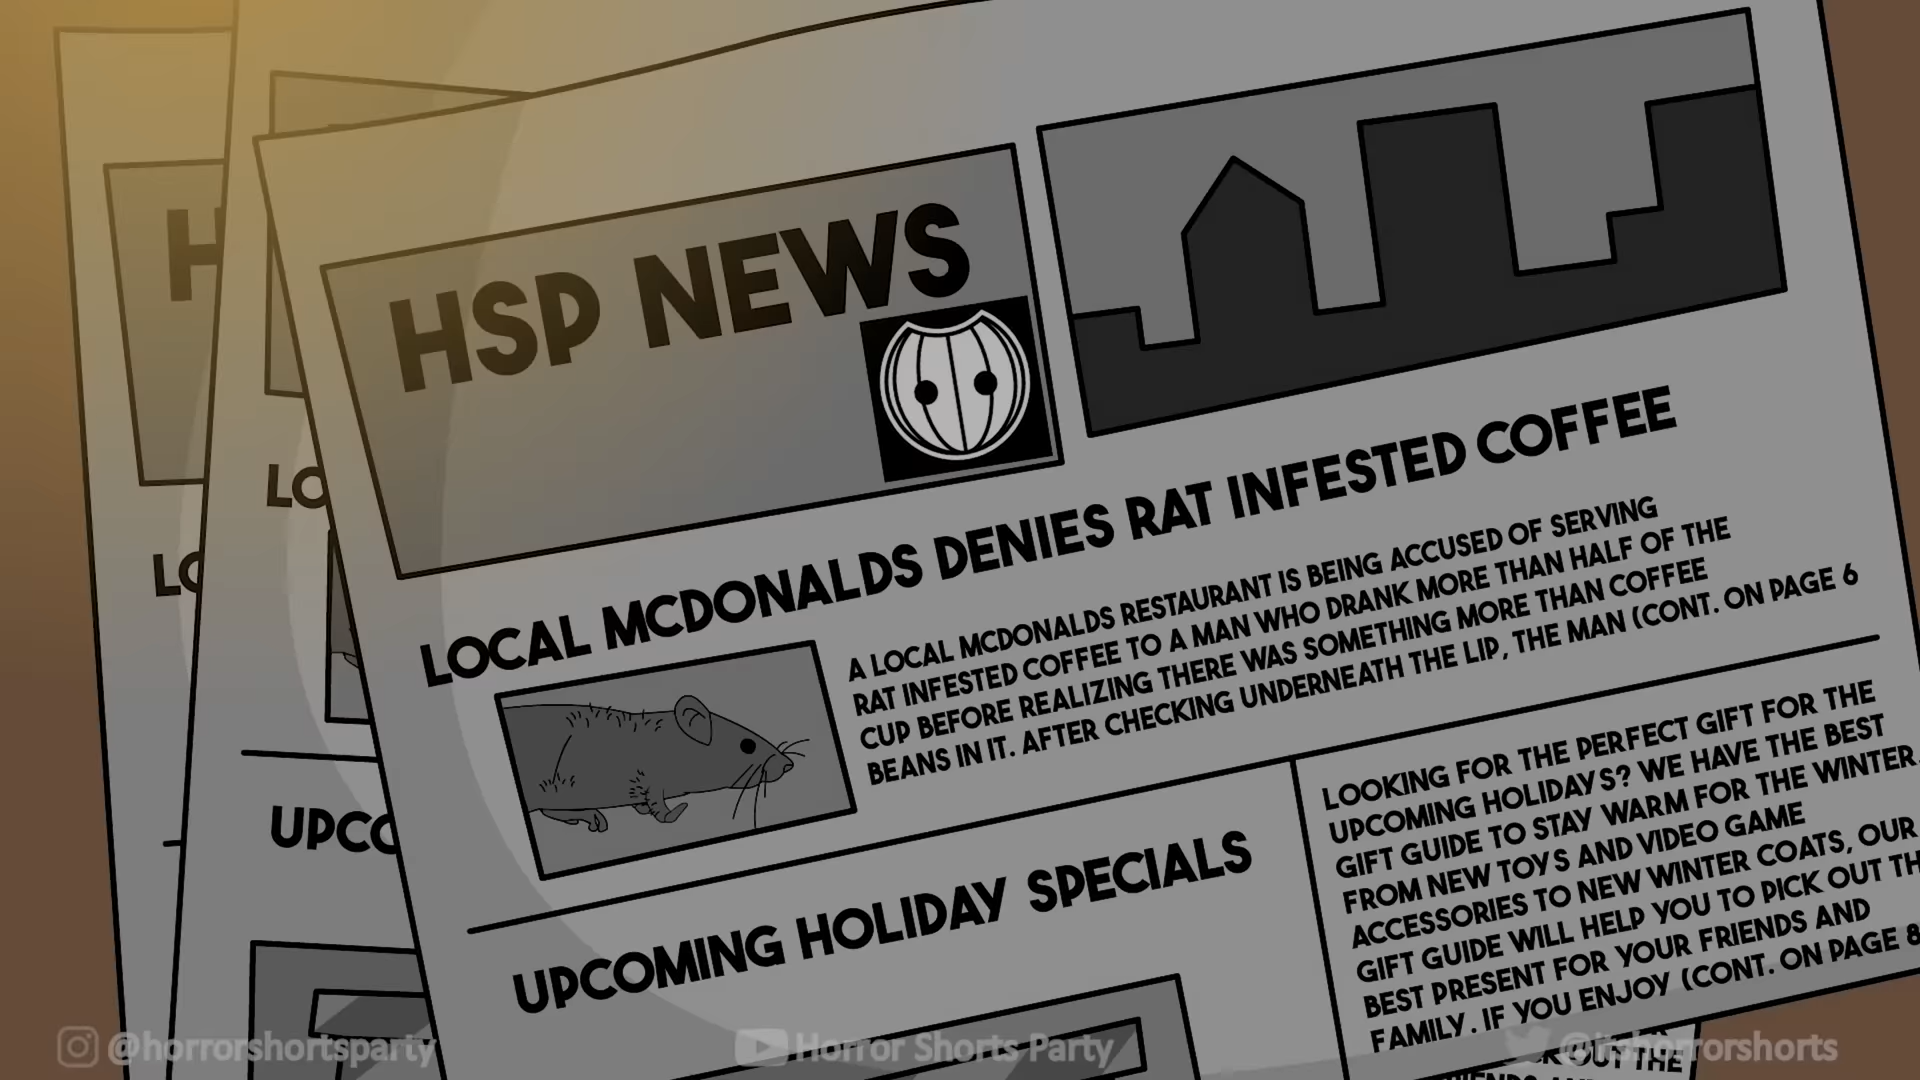 HSP NEWS
LOCAL MCDONALDS DENIES RAT INFESTED COFFEE
A LOCAL MCDONALDS RESTAURANT IS BEING ACCUSED OF SERVING
RAT INFESTED COFFEE TO A MAN WHO DRANK MORE THAN HALF OF THE
CUP BEFORE REALIZING THERE WAS SOMETHING MORE THAN COFFEE
BEANS IN IT. AFTER CHECKING UNDERNEATH THE LIP, THE MAN (CONT. ON PAGE 6
UPCOMING HOLIDAY SPECIALS
LOOKING FOR THE PERFECT GIFT FOR THE
UPCOMING HOLIDAYS? WE HAVE THE BEST
GIFT GUIDE TO STAY WARM FOR THE WINTER.
FROM NEW TOYS AND VIDEO GAME
ACCESSORIES TO NEW WINTER COATS, OUR
GIFT GUIDE WILL HELP YOU TO PICK OUT TH
BEST PRESENT FOR YOUR FRIENDS AND
FAMILY. IF YOU ENJOY (CONT. ON PAGE 8
H
LO
LO
UPCO
OUT THE
@horrorshortsparty
Horror Shorts Party
@itshorrorshorts